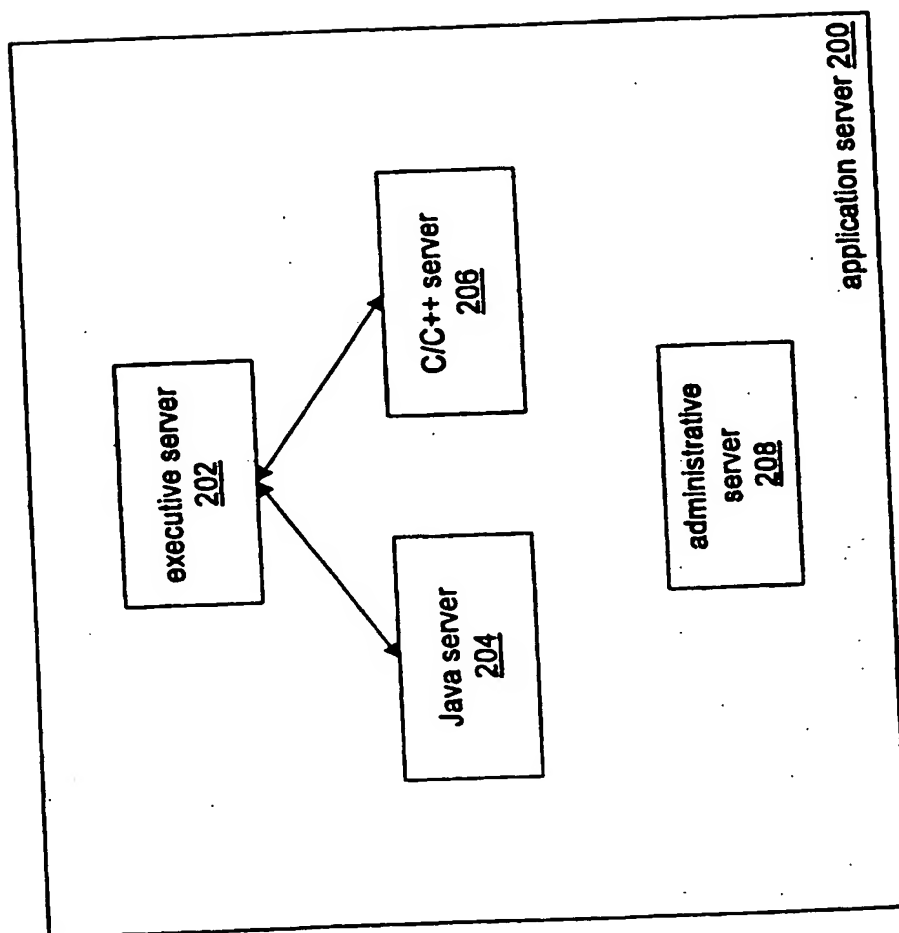 executive server
202
Java server
204
C/C++ server
206
administrative
server
208
application server 200